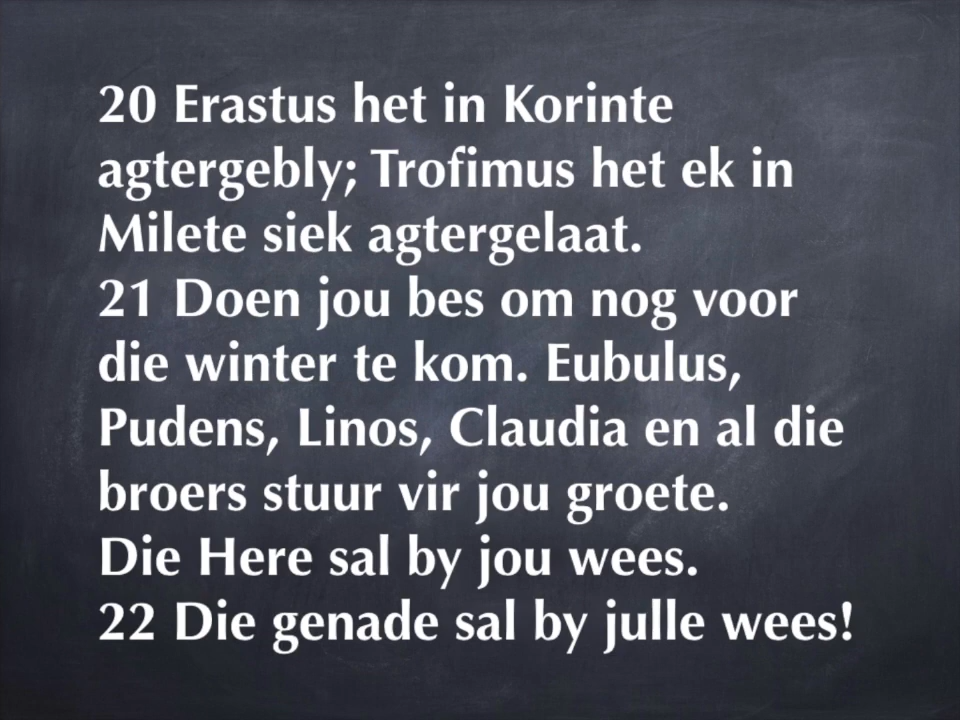 20 Erastus het in Korinte
agtergebly; Trofimus het ek in
Milete siek agtergelaat.
21 Doen jou bes om nog voor
die winter te kom. Eubulus,
Pudens, Linos, Claudia en al die
broers stuur vir jou groete.
Die Here sal by jou wees.
22 Die genade sal by julle wees!